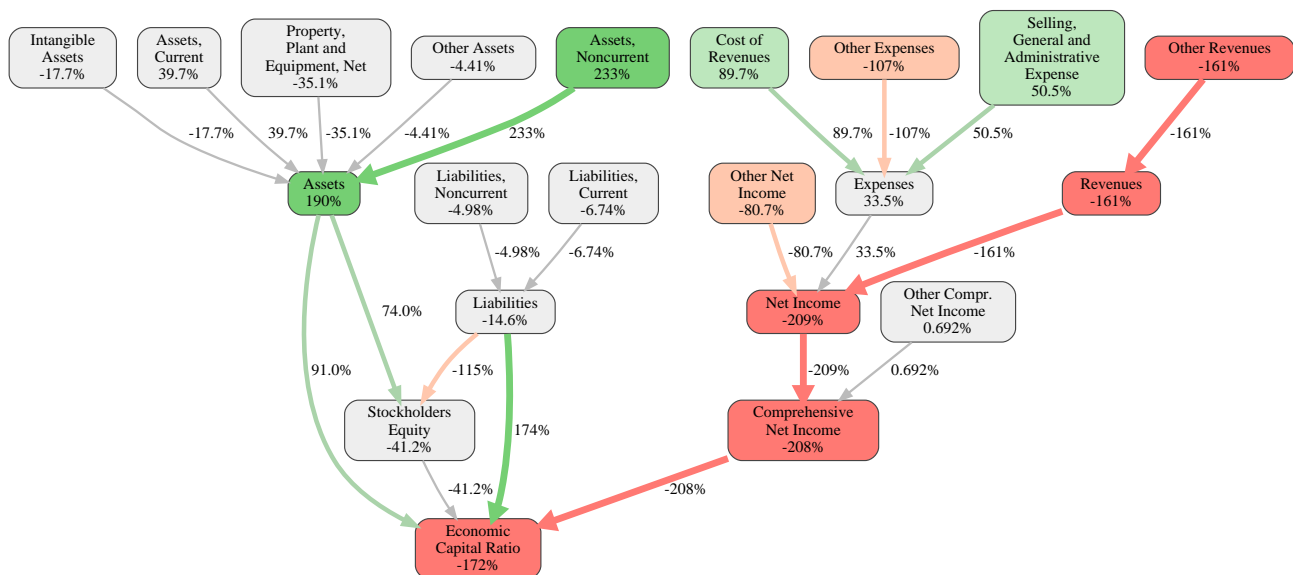 Intangible
Assets
-17.7%
Assets,
Current
39.7%
Property,
Plant and
Equipment, Net
-35.1%
Other Assets
-4.41%
Assets,
Noncurrent
233%
Cost of
Revenues
89.7%
Other Expenses
-107%
Selling,
General and
Administrative
Expense
50.5%
Other Revenues
-161%
-17.7%
39.7%
-35.1%
-4.41%
233%
89.7%
-107%
50.5%
-161%
Assets
190%
Liabilities,
Noncurrent
-4.98%
Liabilities,
Current
-6.74%
Other Net
Income
-80.7%
Expenses
33.5%
Revenues
-161%
-4.98%
-6.74%
-80.7%
33.5%
-161%
Liabilities
-14.6%
Net Income
-209%
Other Compr.
Net Income
0.692%
74.0%
91.0%
-115%
-209%
0.692%
Stockholders
Equity
-41.2%
174%
Comprehensive
Net Income
-208%
-41.2%
-208%
Economic
Capital Ratio
-172%